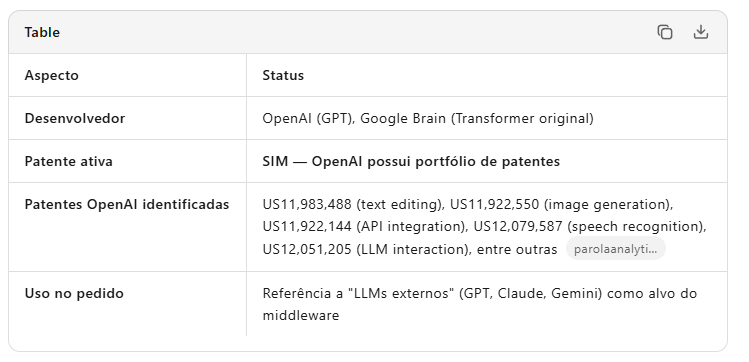 Table
Aspecto Status
Desenvolvedor OpenAI (GPT), Google Brain (Transformer original)
Patente ativa SIM — OpenAI possui portfólio de patentes
Patentes OpenAI identificadas US11,983,488 (text editing), US11,922,550 (image generation),
US11,922,144 (API integration), US12,079,587 (speech recognition),
US12,051,205 (LLM interaction), entre outras parolaanalyti...
Uso no pedido Referência a "LLMs externos" (GPT, Claude, Gemini) como alvo do
middleware